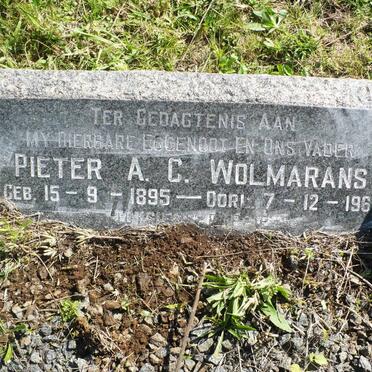 TER GEDAGTENIS AAN
MY DIERBARE EGGENOOT EN ONS VADER
PIETER A. C. WOLMARANS
GEB. 15-9-1895 — OORL. 7-12-196